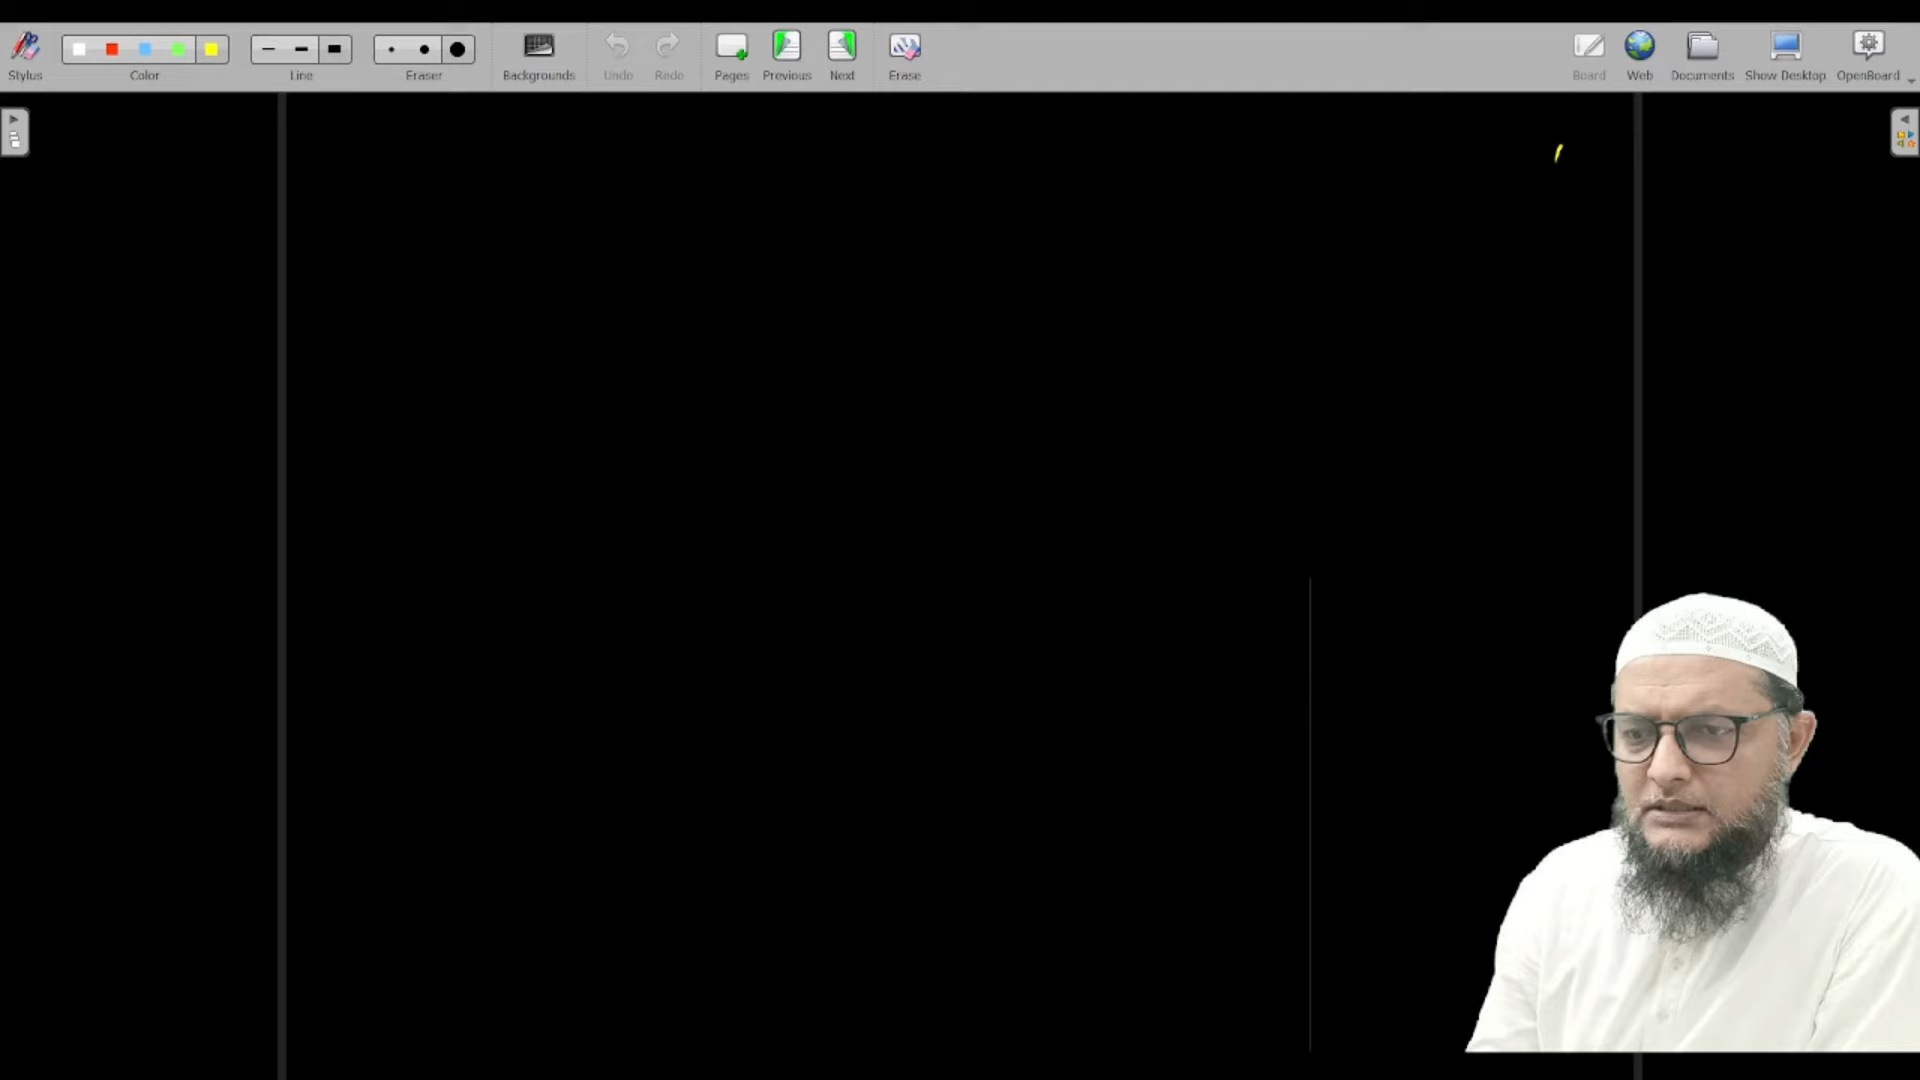 Stylus
Color
Line
Eraser
Backgrounds
Undo
Redo
Pages
Previous
Next
Erase
Board
Web
Documents
Show Desktop
OpenBoard